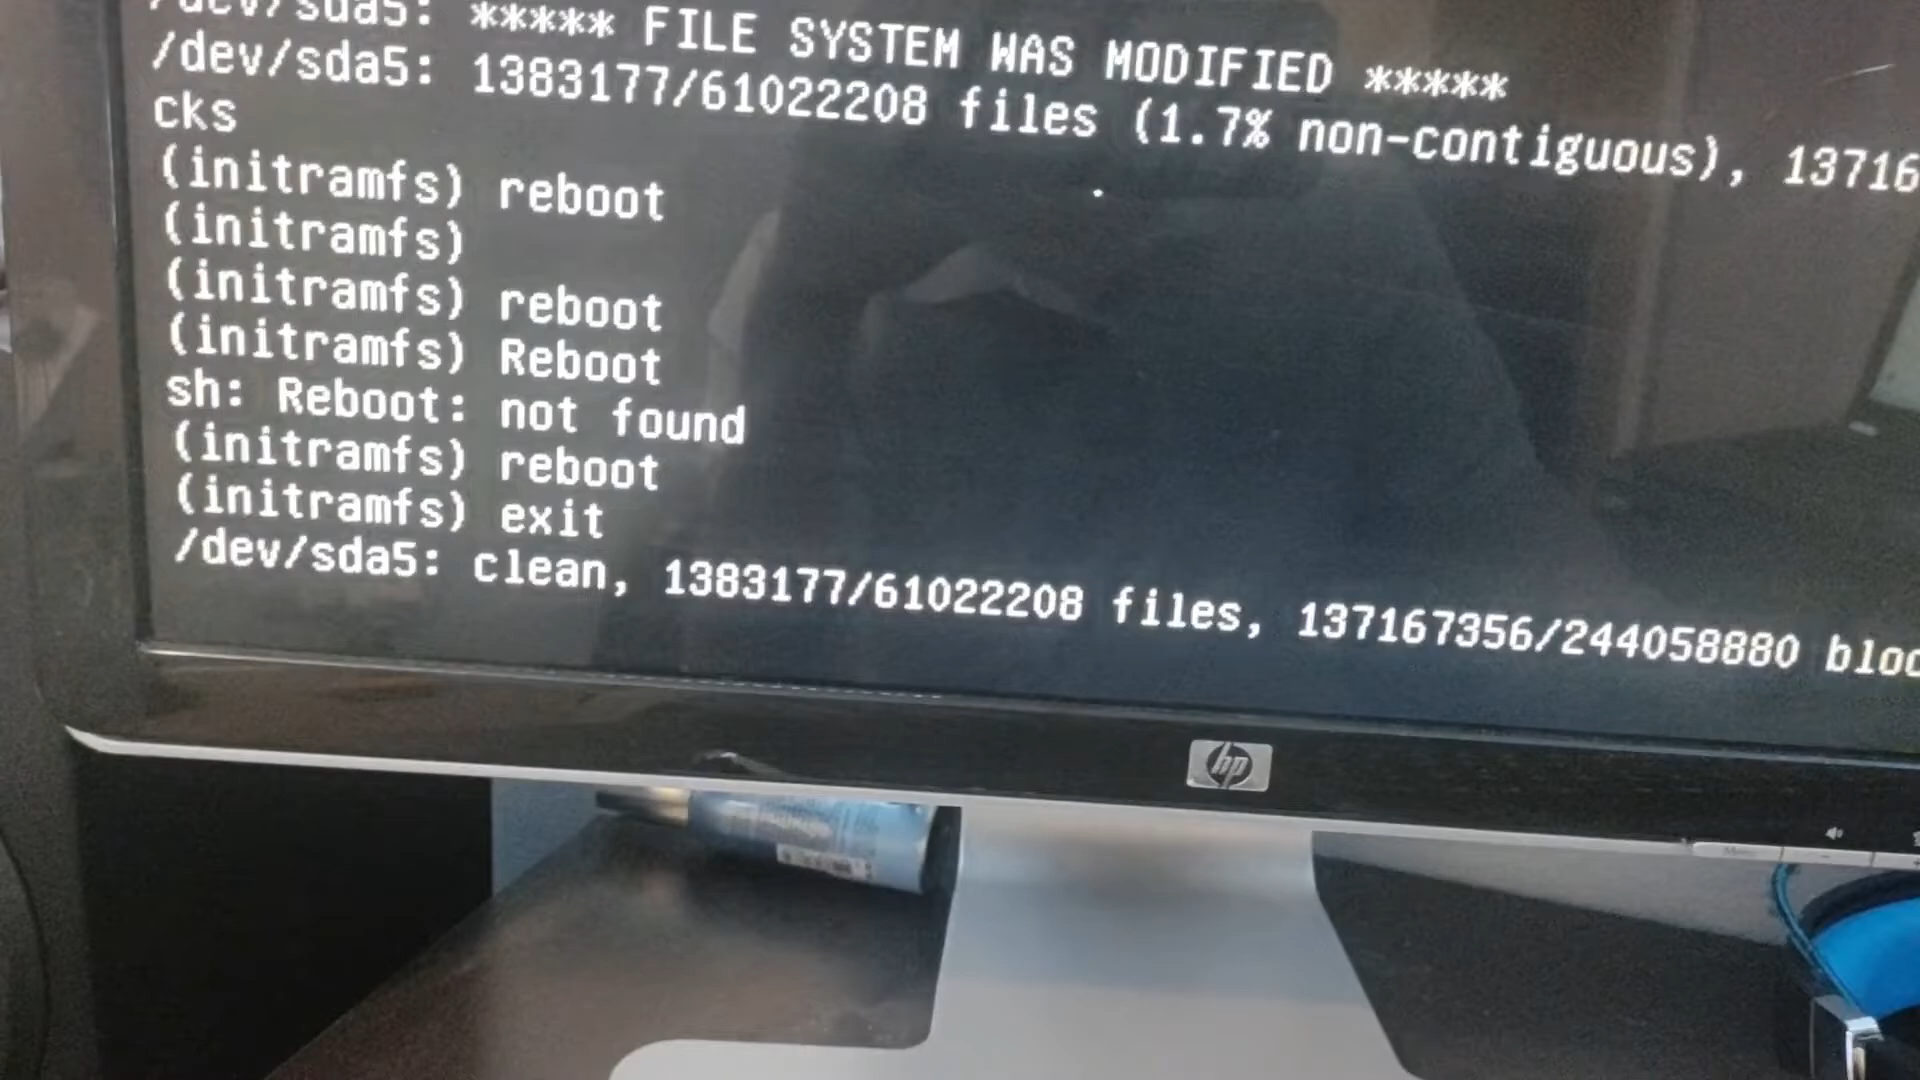 /dev/sda5: ***** FILE SYSTEM WAS MODIFIED *****
/dev/sda5: 1383177/61022208 files (1.7% non-contiguous), 13716
cks
(initramfs) reboot
(initramfs)
(initramfs) reboot
(initramfs) Reboot
sh: Reboot: not found
(initramfs) reboot
(initramfs) exit
/dev/sda5: clean, 1383177/61022208 files, 137167356/244058880 bloc
hp